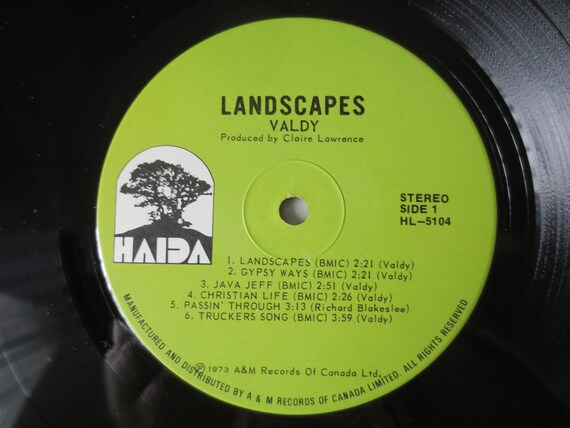 LANDSCAPES
VALDY
Produced by Claire Lawrence
HAIDA
STEREO
SIDE 1
HL-5104
1. LANDSCAPES (BMIC) 2:21 (Valdy)
2. GYPSY WAYS (BMIC) 2:21 (Valdy)
3. JAVA JEFF (BMIC) 2:51 (Valdy)
4. CHRISTIAN LIFE (BMIC) 2:26 (Valdy)
5. PASSIN' THROUGH 3:13 (Richard Blakeslee)
6. TRUCKERS SONG (BMIC) 3:59 (Valdy)
℗ 1973 A&M Records Of Canada Ltd.
MANUFACTURED AND DISTRIBUTED BY A & M RECORDS OF CANADA LIMITED. ALL RIGHTS RESERVED